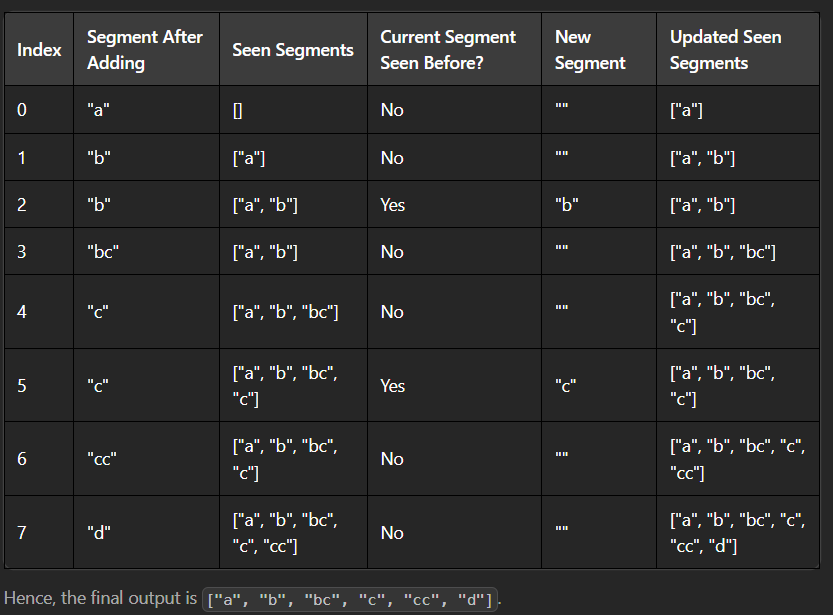 Index Segment After Adding Seen Segments Current Segment Seen Before? New Segment Updated Seen Segments
0 "a" [] No "" ["a"]
1 "b" ["a"] No "" ["a", "b"]
2 "b" ["a", "b"] Yes "b" ["a", "b"]
3 "bc" ["a", "b"] No "" ["a", "b", "bc"]
4 "c" ["a", "b", "bc"] No "" ["a", "b", "bc", "c"]
5 "c" ["a", "b", "bc", "c"] Yes "c" ["a", "b", "bc", "c"]
6 "cc" ["a", "b", "bc", "c"] No "" ["a", "b", "bc", "c", "cc"]
7 "d" ["a", "b", "bc", "c", "cc"] No "" ["a", "b", "bc", "c", "cc", "d"]
Hence, the final output is ["a", "b", "bc", "c", "cc", "d"].